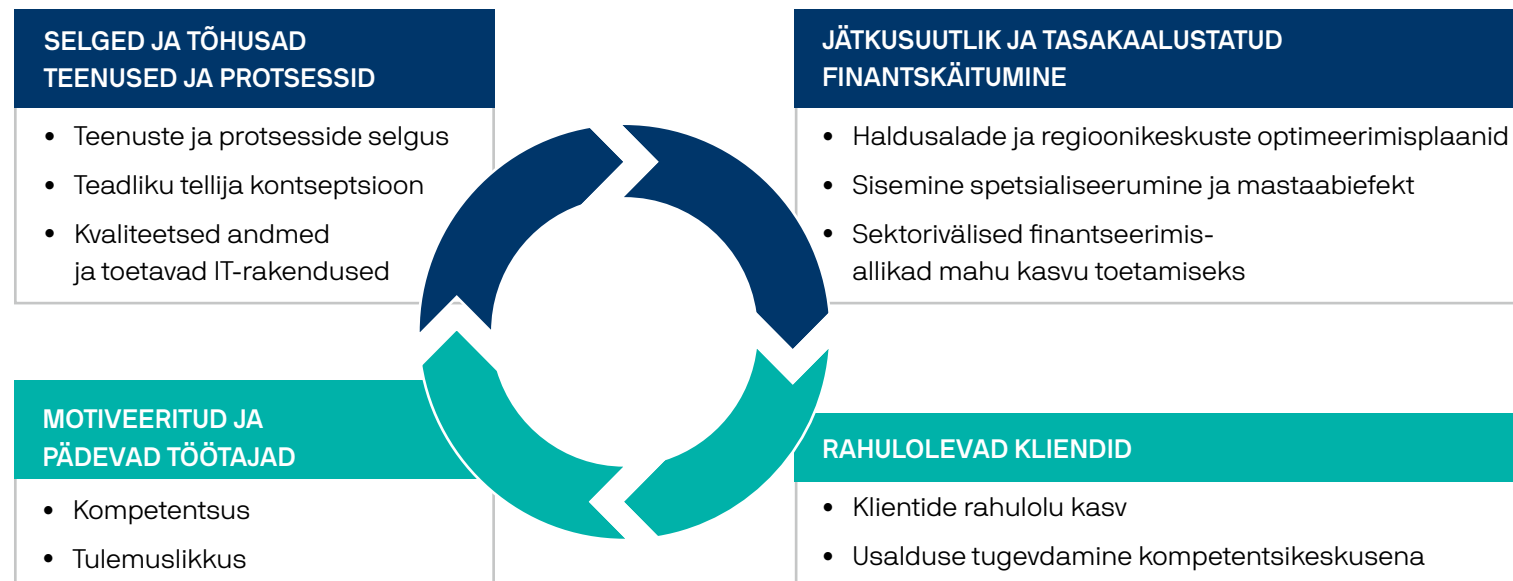 SELGED JA TÕHUSAD
TEENUSED JA PROTSESSID
• Teenuste ja protsesside selgus
• Teadliku tellija kontseptsioon
• Kvaliteetsed andmed
ja toetavad IT-rakendused
JÄTKUSUUTLIK JA TASAKAALUSTATUD
FINANTSKÄITUMINE
• Haldusalade ja regioonikeskuste optimeerimisplaanid
• Sisemine spetsialiseerumine ja mastaabiefekt
• Sektorivälised finantseerimis-
allikad mahu kasvu toetamiseks
MOTIVEERITUD JA
PÄDEVAD TÖÖTAJAD
• Kompetentsus
• Tulemuslikkus
RAHULOLEVAD KLIENDID
• Klientide rahulolu kasv
• Usalduse tugevdamine kompetentsikeskusena